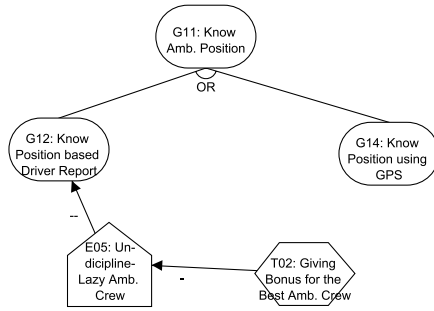 G11: Know
Amb. Position
OR
G12: Know
Position based
Driver Report
G14: Know
Position using
GPS
--
E05: Un-
dicipline-
Lazy Amb.
Crew
-
T02: Giving
Bonus for the
Best Amb. Crew